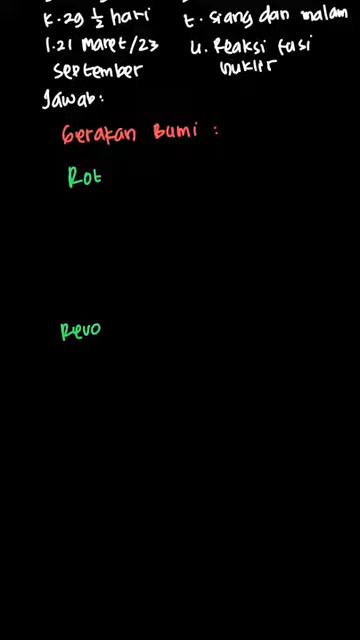 K. 29 1/2 hari
t. siang dan malam
l. 21 maret/23
september
u. Reaksi fusi
nuklir
Jawab:
Gerakan Bumi :
Rot
Revo